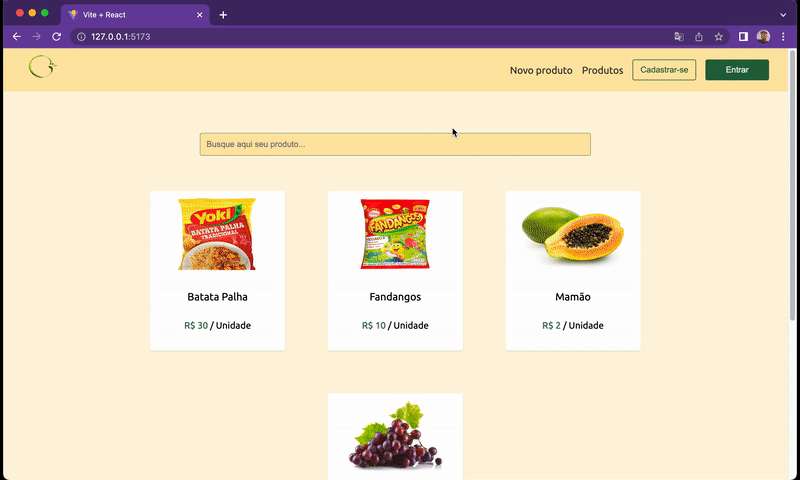 Vite + React
127.0.0.1:5173
Novo produto
Produtos
Cadastrar-se
Entrar
Busque aqui seu produto...
Yoki
BATATA PALHA
TRADICIONAL
FANDANGOS
Batata Palha
Fandangos
Mamão
R$ 30 / Unidade
R$ 10 / Unidade
R$ 2 / Unidade